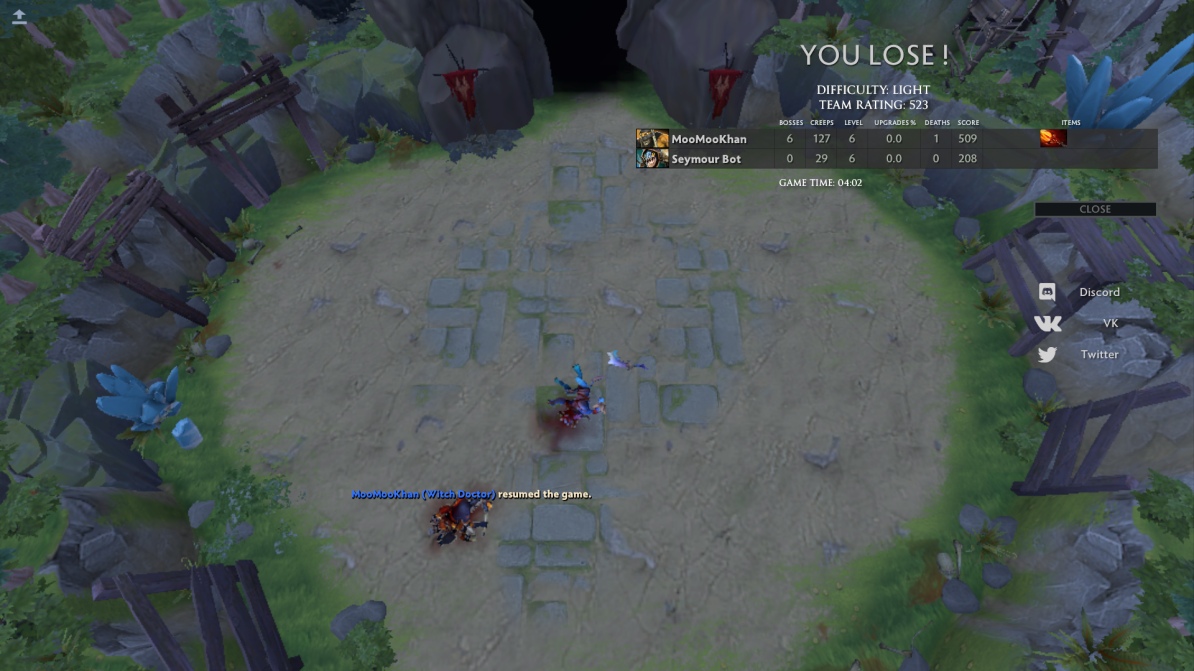 YOU LOSE !
DIFFICULTY: LIGHT
TEAM RATING: 523
BOSSES CREEPS LEVEL UPGRADES % DEATHS SCORE ITEMS
MooMooKhan 6 127 6 0.0 1 509
Seymour Bot 0 29 6 0.0 0 208
GAME TIME: 04:02
CLOSE
Discord
VK
Twitter
MooMooKhan (Witch Doctor) resumed the game.